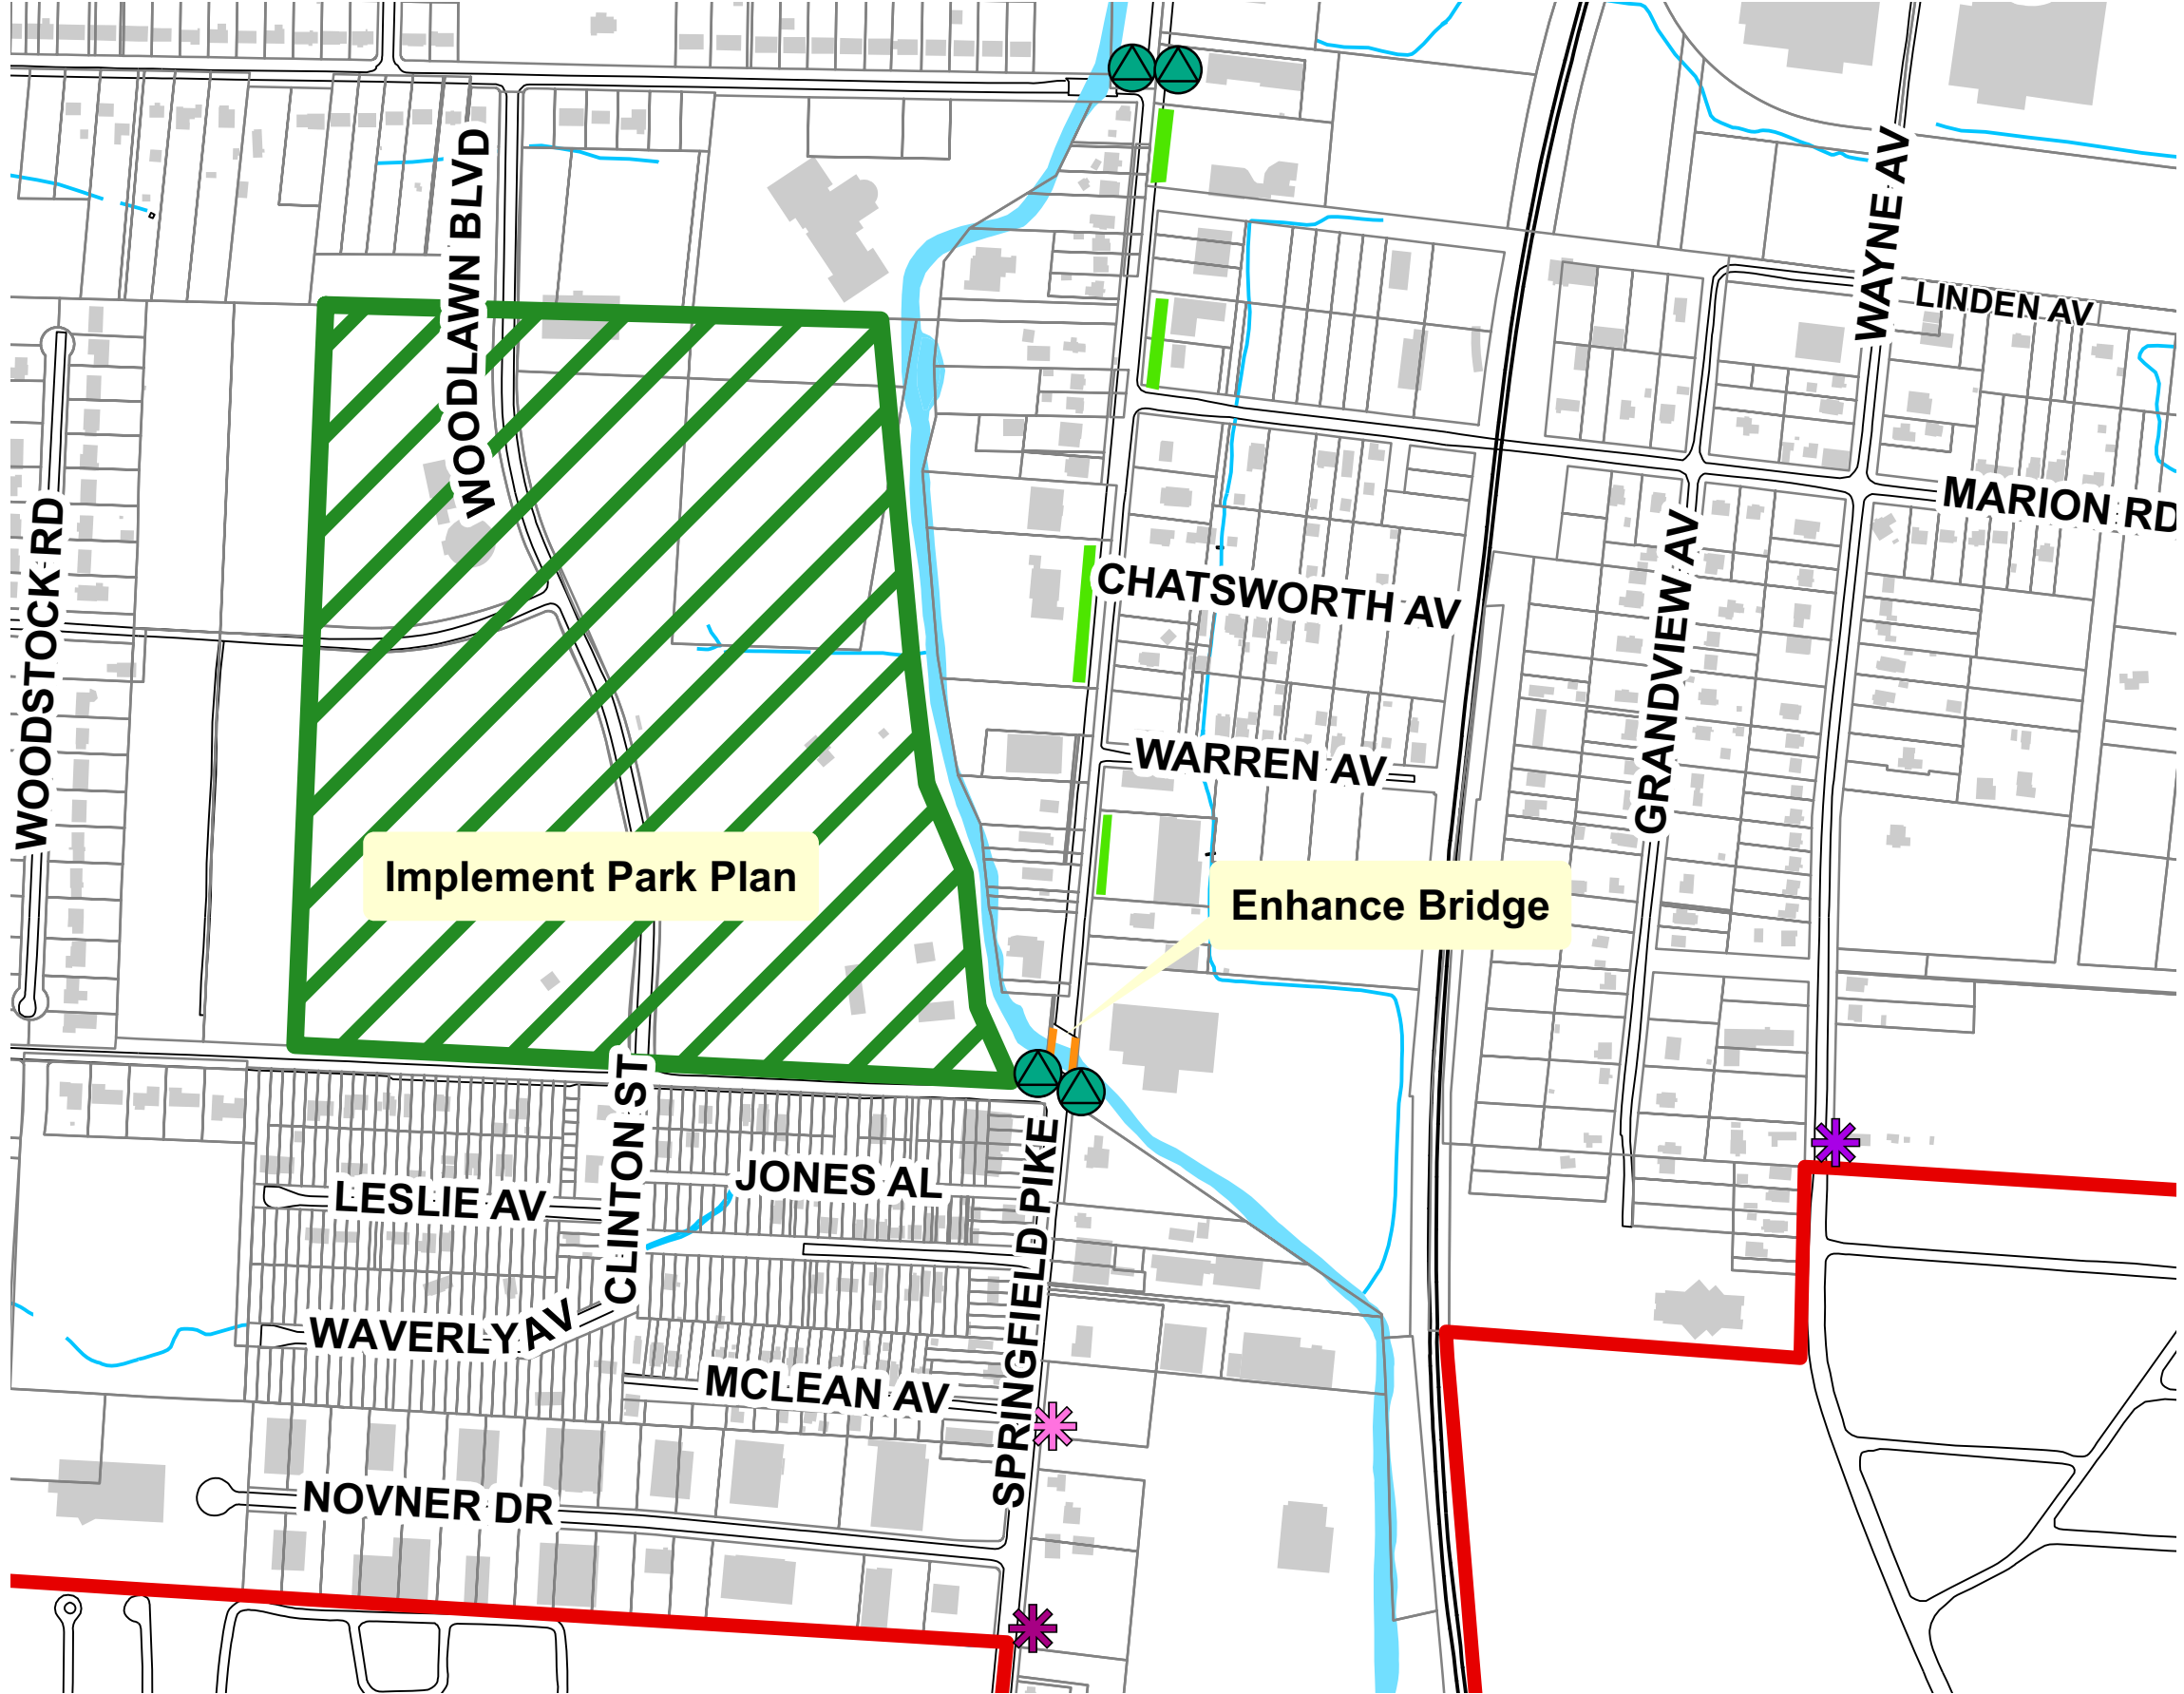 WOODLAWN BLVD
WAYNE AV
LINDEN AV
MARION RD
WOODSTOCK RD
CHATSWORTH AV
GRANDVIEW AV
WARREN AV
Implement Park Plan
Enhance Bridge
CLINTON ST
JONES AL
LESLIE AV
SPRINGFIELD PIKE
WAVERLY AV
MCLEAN AV
NOVNER DR